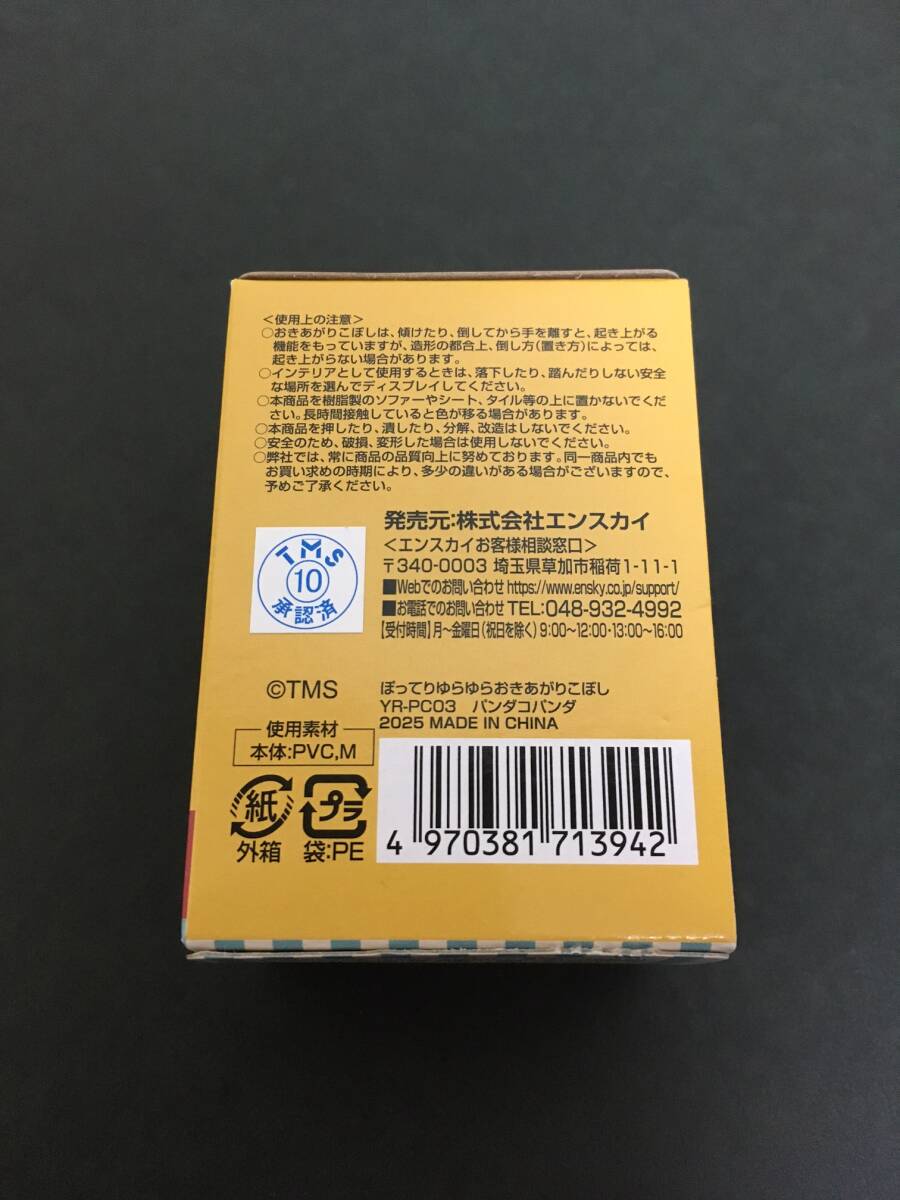 ＜使用上の注意＞
○おきあがりこぼしは、傾けたり、倒してから手を離すと、起き上がる
機能をもっていますが、造形の都合上、倒し方(置き方)によっては、
起き上がらない場合があります。
○インテリアとして使用するときは、落下したり、踏んだりしない安全
な場所を選んでディスプレイしてください。
○本商品を樹脂製のソファーやシート、タイル等の上に置かないでくだ
さい。長時間接触していると色が移る場合があります。
○本商品を押したり、潰したり、分解、改造はしないでください。
○安全のため、破損、変形した場合は使用しないでください。
○弊社では、常に商品の品質向上に努めております。同一商品内でも
お買い求めの時期により、多少の違いがある場合がございますので、
予めご了承ください。
発売元:株式会社エンスカイ
＜エンスカイお客様相談窓口＞
〒340-0003 埼玉県草加市稲荷1-11-1
■Webでのお問い合わせ https://www.ensky.co.jp/support/
■お電話でのお問い合わせ TEL:048-932-4992
【受付時間】月～金曜日（祝日を除く）9:00～12:00・13:00～16:00
TMS
10
承認済
©TMS
ぽってりゆらゆらおきあがりこぼし
YR-PC03 パンダコパンダ
2025 MADE IN CHINA
使用素材
本体:PVC,M
紙
外箱
プラ
袋:PE
4 970381 713942